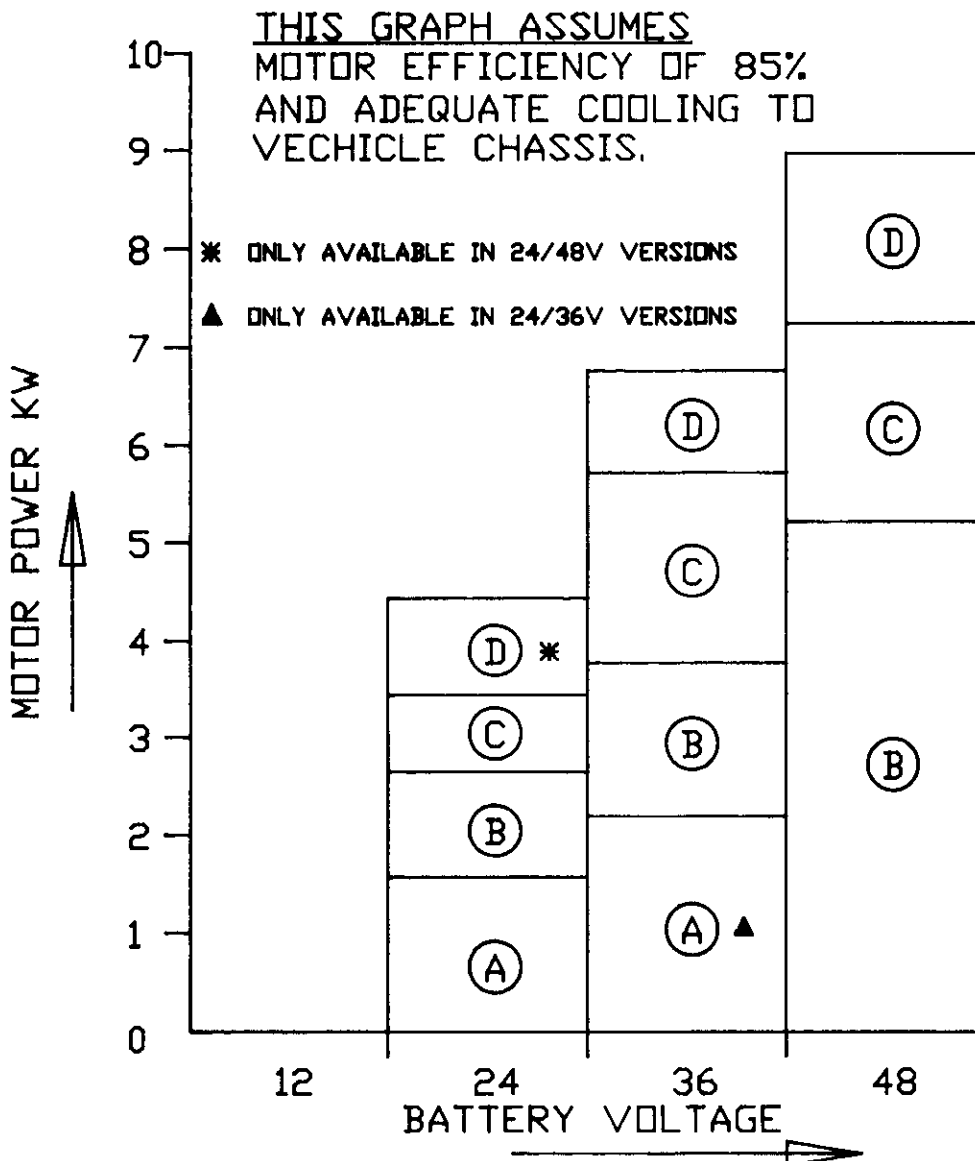 THIS GRAPH ASSUMES
MOTOR EFFICIENCY OF 85%
AND ADEQUATE COOLING TO
VECHICLE CHASSIS.
✱ ONLY AVAILABLE IN 24/48V VERSIONS
▲ ONLY AVAILABLE IN 24/36V VERSIONS
MOTOR POWER KW
10
9
8
7
6
5
4
3
2
1
0
D ✱
C
B
A
D
C
B
A ▲
D
C
B
12 24 36 48
BATTERY VOLTAGE